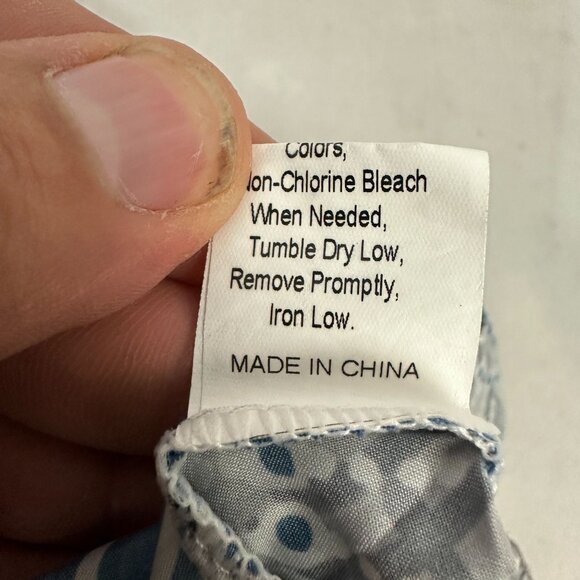 Colors,
Non-Chlorine Bleach
When Needed,
Tumble Dry Low,
Remove Promptly,
Iron Low.
MADE IN CHINA